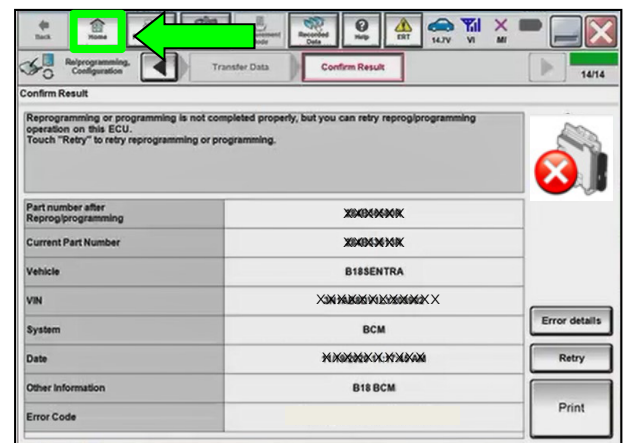 Back
Home
Recorded
Data
Help
ERT
14.7V
VI
MI
Re/programming,
Configuration
Transfer Data
Confirm Result
14/14
Confirm Result
Reprogramming or programming is not completed properly, but you can retry reprog/programming
operation on this ECU.
Touch "Retry" to retry reprogramming or programming.
Part number after
Reprog/programming
Current Part Number
Vehicle
B18SENTRA
VIN
System
BCM
Date
Other Information
B18 BCM
Error Code
Error details
Retry
Print